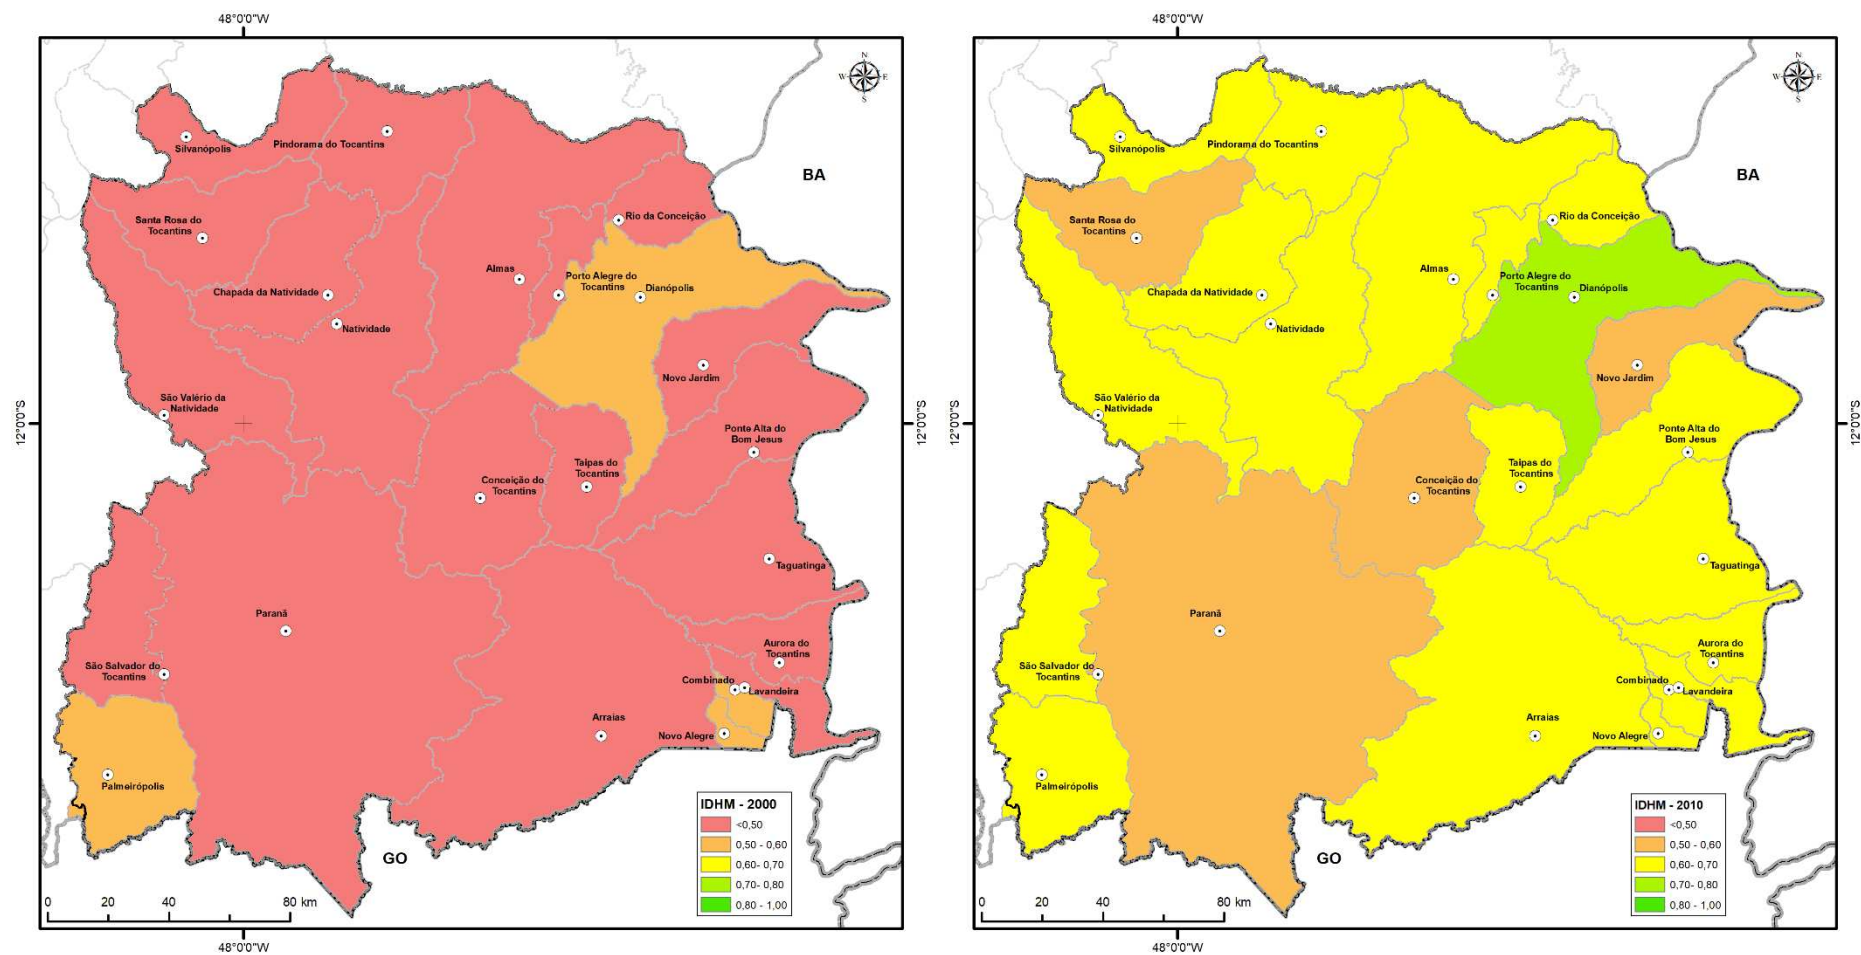 48°0'0"W
N
W
E
S
BA
Silvanópolis
Pindorama do Tocantins
Santa Rosa do
Tocantins
Rio da Conceição
Almas
Porto Alegre do
Tocantins
Dianópolis
Chapada da Natividade
Natividade
Novo Jardim
São Valério da
Natividade
12°0'0"S
12°0'0"S
Ponte Alta do
Bom Jesus
Taipas do
Tocantins
Conceição do
Tocantins
Taguatinga
Paranã
Aurora do
Tocantins
São Salvador do
Tocantins
Combinado
Lavandeira
Arraias
Novo Alegre
Palmeirópolis
GO
IDHM - 2000
<0,50
0,50 - 0,60
0,60- 0,70
0,70- 0,80
0,80 - 1,00
0 20 40 80 km
48°0'0"W
48°0'0"W
N
W
E
S
BA
Silvanópolis
Pindorama do Tocantins
Santa Rosa do
Tocantins
Rio da Conceição
Almas
Porto Alegre do
Tocantins
Dianópolis
Chapada da Natividade
Natividade
Novo Jardim
São Valério da
Natividade
12°0'0"S
12°0'0"S
Ponte Alta do
Bom Jesus
Taipas do
Tocantins
Conceição do
Tocantins
Taguatinga
Paranã
Aurora do
Tocantins
São Salvador do
Tocantins
Combinado
Lavandeira
Arraias
Novo Alegre
Palmeirópolis
GO
IDHM - 2010
<0,50
0,50 - 0,60
0,60- 0,70
0,70- 0,80
0,80 - 1,00
0 20 40 80 km
48°0'0"W